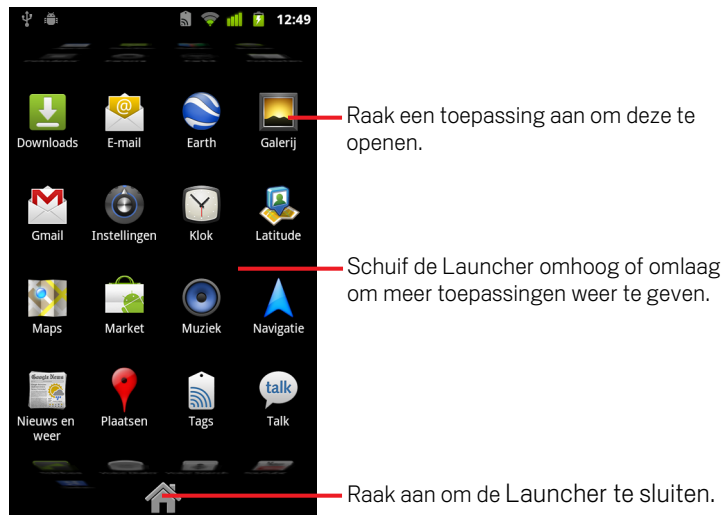 12:49
Downloads E-mail Earth Galerij
Raak een toepassing aan om deze te
openen.
Gmail Instellingen Klok Latitude
Schuif de Launcher omhoog of omlaag
om meer toepassingen weer te geven.
Maps Market Muziek Navigatie
Google News
talk
Nieuws en Plaatsen Tags Talk
weer
Raak aan om de Launcher te sluiten.